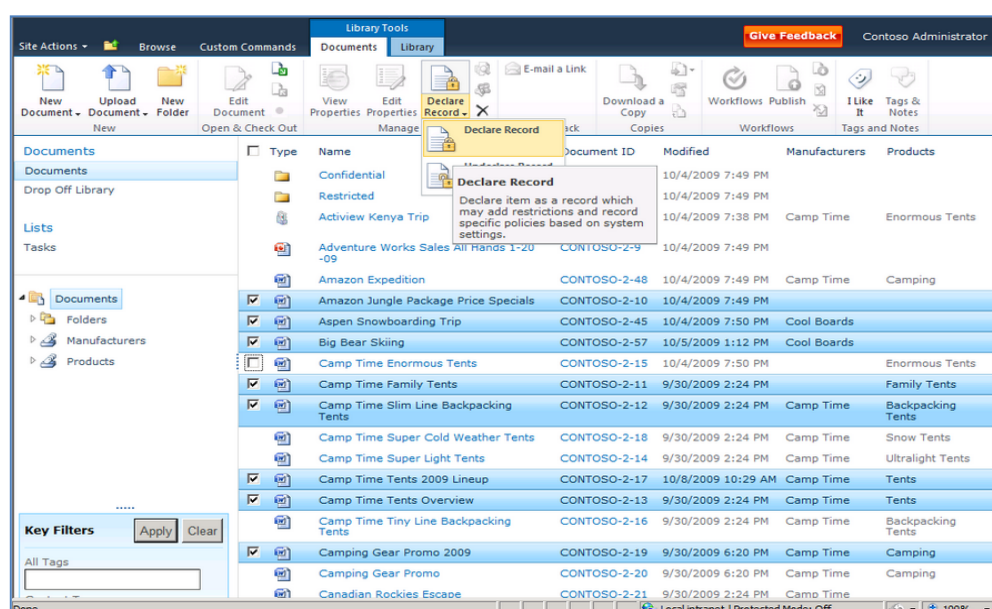 Library Tools
Site Actions Browse Custom Commands Documents Library Give Feedback Contoso Administrator
New Document Upload Document New Folder Edit Document View Properties Edit Properties Declare Record E-mail a Link Download a Copy Workflows Publish I Like It Tags & Notes
New Open & Check Out Manage Copies Workflows Tags and Notes
Declare Record
Declare Record
Declare item as a record which
may add restrictions and record
specific policies based on system
settings.
Documents
Documents
Drop Off Library
Lists
Tasks
Documents
Folders
Manufacturers
Products
Key Filters Apply Clear
All Tags
Type Name Document ID Modified Manufacturers Products
Confidential 10/4/2009 7:49 PM
Restricted 10/4/2009 7:49 PM
Actiview Kenya Trip 10/4/2009 7:38 PM Camp Time Enormous Tents
Adventure Works Sales All Hands 1-20 CONTOSO-2-9 10/4/2009 7:49 PM
-09
Amazon Expedition CONTOSO-2-48 10/4/2009 7:49 PM Camp Time Camping
Amazon Jungle Package Price Specials CONTOSO-2-10 10/4/2009 7:49 PM
Aspen Snowboarding Trip CONTOSO-2-45 10/4/2009 7:50 PM Cool Boards
Big Bear Skiing CONTOSO-2-57 10/5/2009 1:12 PM Cool Boards
Camp Time Enormous Tents CONTOSO-2-15 10/4/2009 7:50 PM Enormous Tents
Camp Time Family Tents CONTOSO-2-11 9/30/2009 2:24 PM Family Tents
Camp Time Slim Line Backpacking CONTOSO-2-12 9/30/2009 2:24 PM Camp Time Backpacking
Tents Tents
Camp Time Super Cold Weather Tents CONTOSO-2-18 9/30/2009 2:24 PM Camp Time Snow Tents
Camp Time Super Light Tents CONTOSO-2-14 9/30/2009 2:24 PM Camp Time Ultralight Tents
Camp Time Tents 2009 Lineup CONTOSO-2-17 10/8/2009 10:29 AM Camp Time Tents
Camp Time Tents Overview CONTOSO-2-13 9/30/2009 2:24 PM Camp Time Tents
Camp Time Tiny Line Backpacking CONTOSO-2-16 9/30/2009 2:24 PM Camp Time Backpacking
Tents Tents
Camping Gear Promo 2009 CONTOSO-2-19 9/30/2009 6:20 PM Camp Time Camping
Camping Gear Promo CONTOSO-2-20 9/30/2009 6:20 PM Camp Time Camping
Canadian Rockies Escape CONTOSO-2-21 9/30/2009 2:24 PM Camp Time
Done Local intranet | Protected Mode: Off 100%